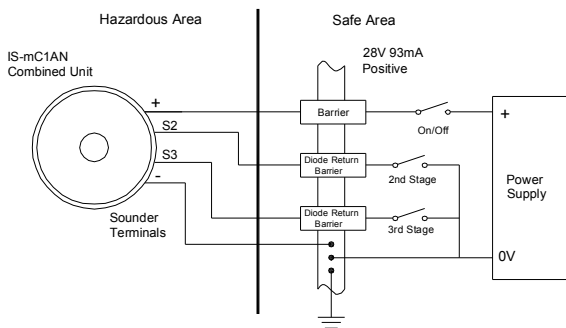 Hazardous Area
Safe Area
IS-mC1AN
Combined Unit
28V 93mA
Positive
+
Barrier
On/Off
+
S2
Diode Return
Barrier
2nd Stage
S3
Power
Supply
-
Diode Return
Barrier
3rd Stage
Sounder
Terminals
0V